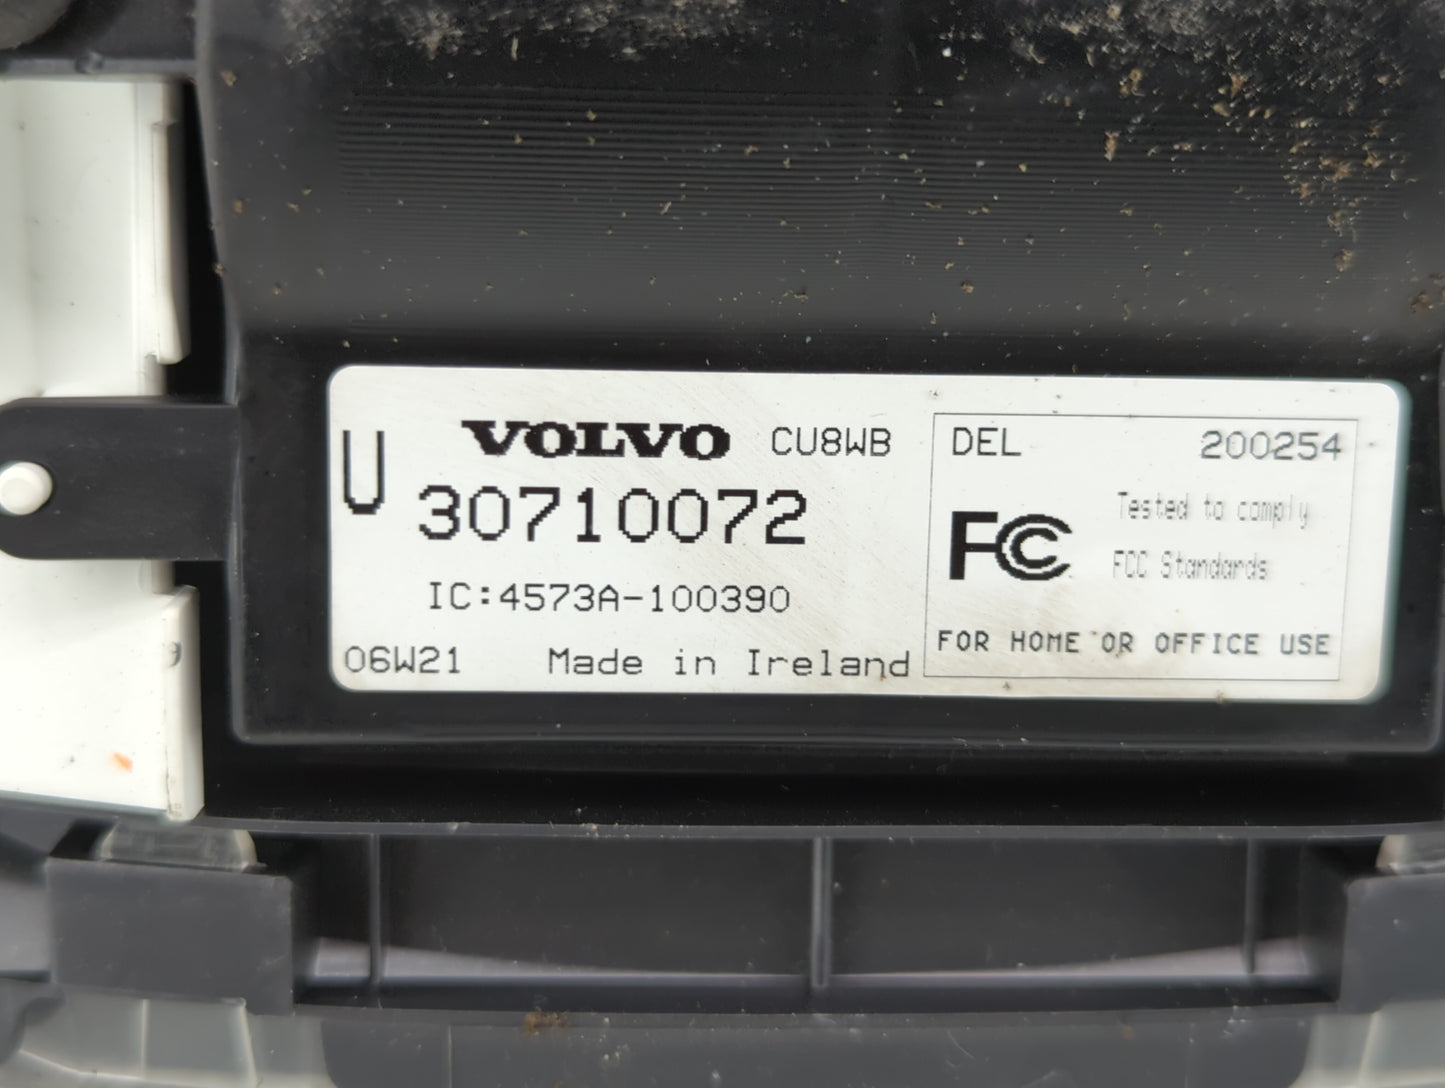 U
VOLVO CU8WB
30710072
IC:4573A-100390
06W21 Made in Ireland
DEL 200254
FC Tested to comply
FCC Standards
FOR HOME OR OFFICE USE
9